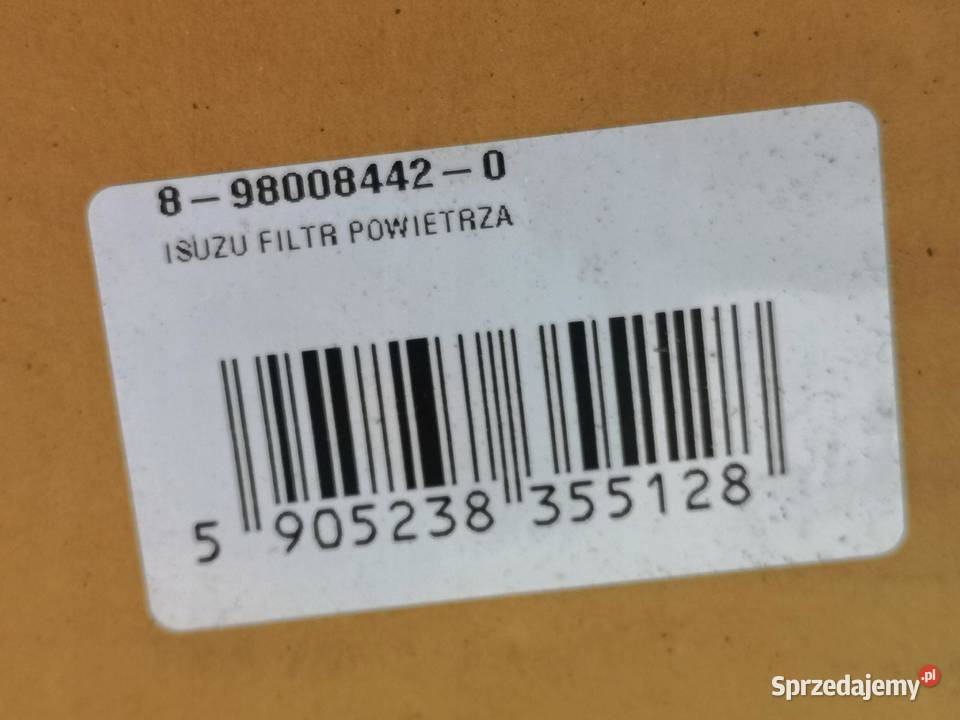 8-98008442-0
ISUZU FILTR POWIETRZA
5 905238 355128
Sprzedajemy.pl